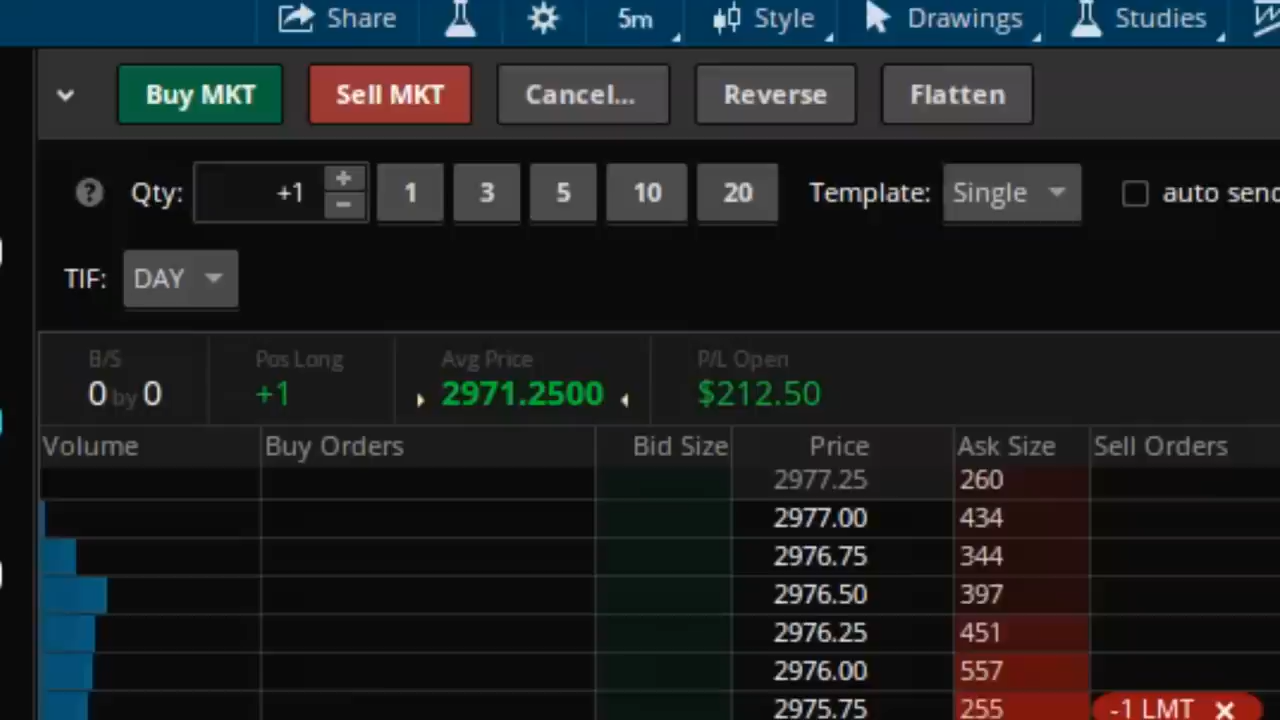 Share 5m Style Drawings Studies
Buy MKT Sell MKT Cancel... Reverse Flatten
? Qty: +1 + − 1 3 5 10 20 Template: Single auto send
TIF: DAY
B/S Pos Long Avg Price P/L Open
0 by 0 +1 2971.2500 $212.50
Volume Buy Orders Bid Size Price Ask Size Sell Orders
2977.25 260
2977.00 434
2976.75 344
2976.50 397
2976.25 451
2976.00 557
2975.75 255 -1 LMT ×